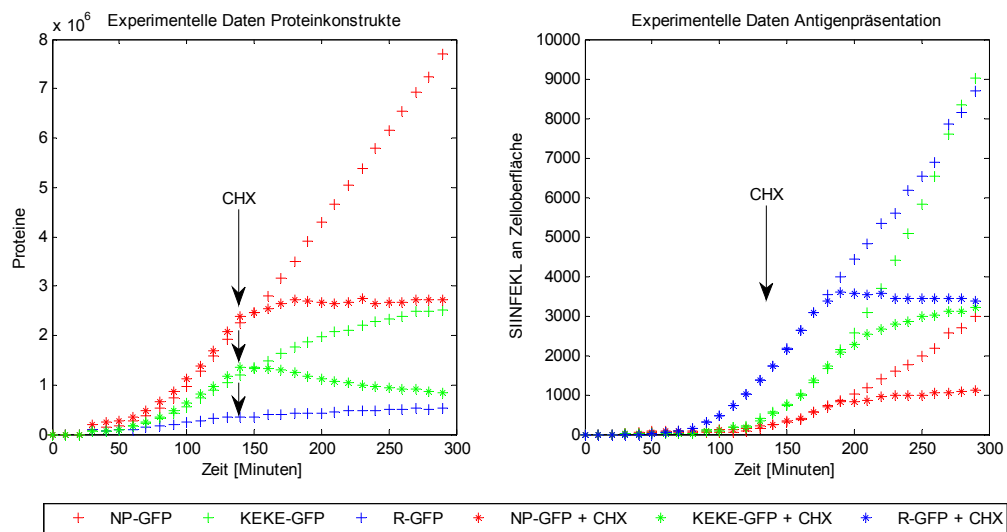 Experimentelle Daten Proteinkonstrukte
x 10^6
8
7
6
5
4
3
2
1
0
Proteine
CHX
0 50 100 150 200 250 300
Zeit [Minuten]
Experimentelle Daten Antigenpräsentation
10000
9000
8000
7000
6000
5000
4000
3000
2000
1000
0
SIINFEKL an Zelloberfläche
CHX
0 50 100 150 200 250 300
Zeit [Minuten]
NP-GFP KEKE-GFP R-GFP NP-GFP + CHX KEKE-GFP + CHX R-GFP + CHX